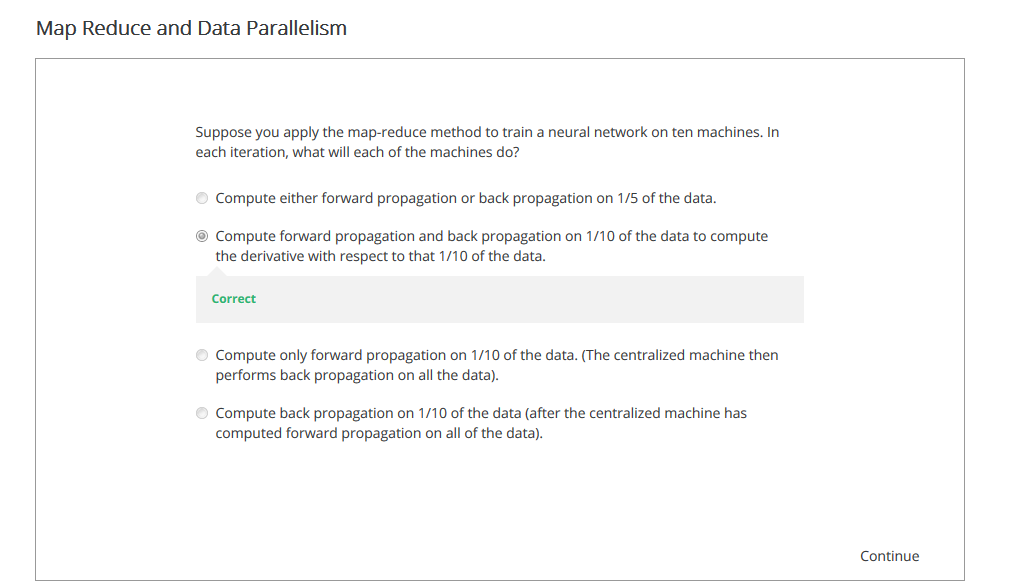 Map Reduce and Data Parallelism
Suppose you apply the map-reduce method to train a neural network on ten machines. In
each iteration, what will each of the machines do?
Compute either forward propagation or back propagation on 1/5 of the data.
Compute forward propagation and back propagation on 1/10 of the data to compute
the derivative with respect to that 1/10 of the data.
Correct
Compute only forward propagation on 1/10 of the data. (The centralized machine then
performs back propagation on all the data).
Compute back propagation on 1/10 of the data (after the centralized machine has
computed forward propagation on all of the data).
Continue